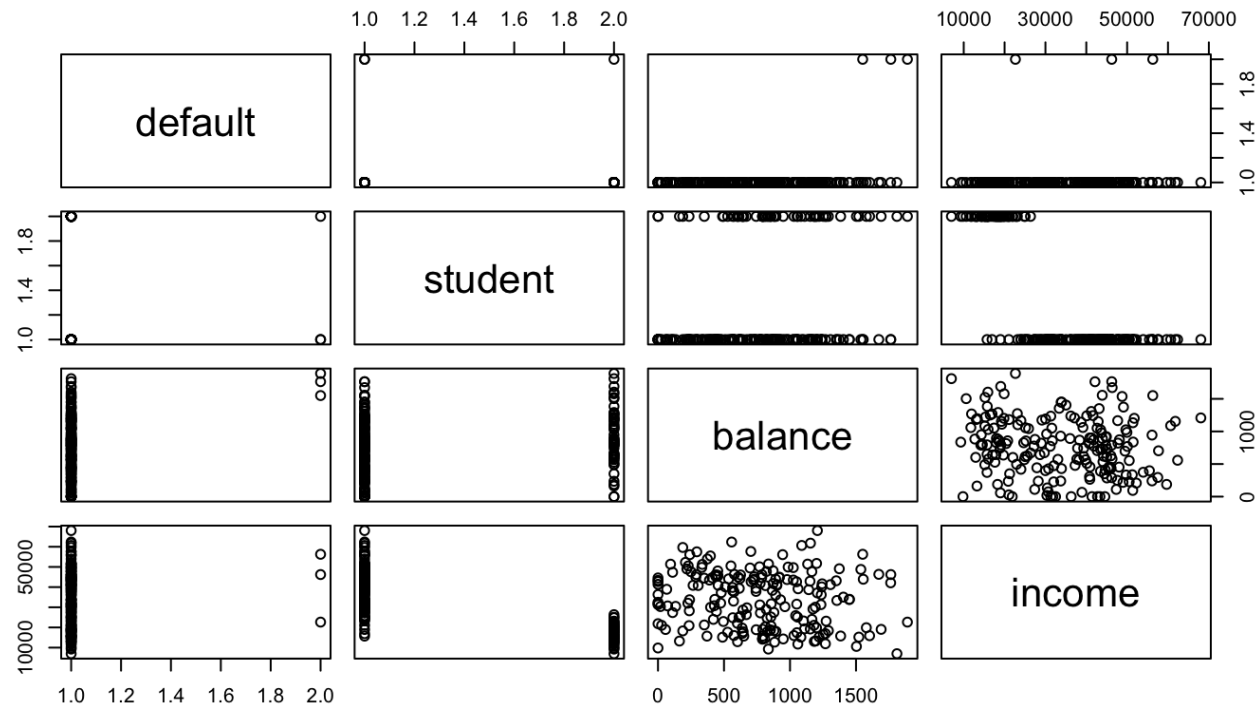 1.0 1.2 1.4 1.6 1.8 2.0 10000 30000 50000 70000
default 1.0 1.4 1.8
1.0 1.4 1.8 student
balance 0 1000
10000 50000 income
1.0 1.2 1.4 1.6 1.8 2.0 0 500 1000 1500